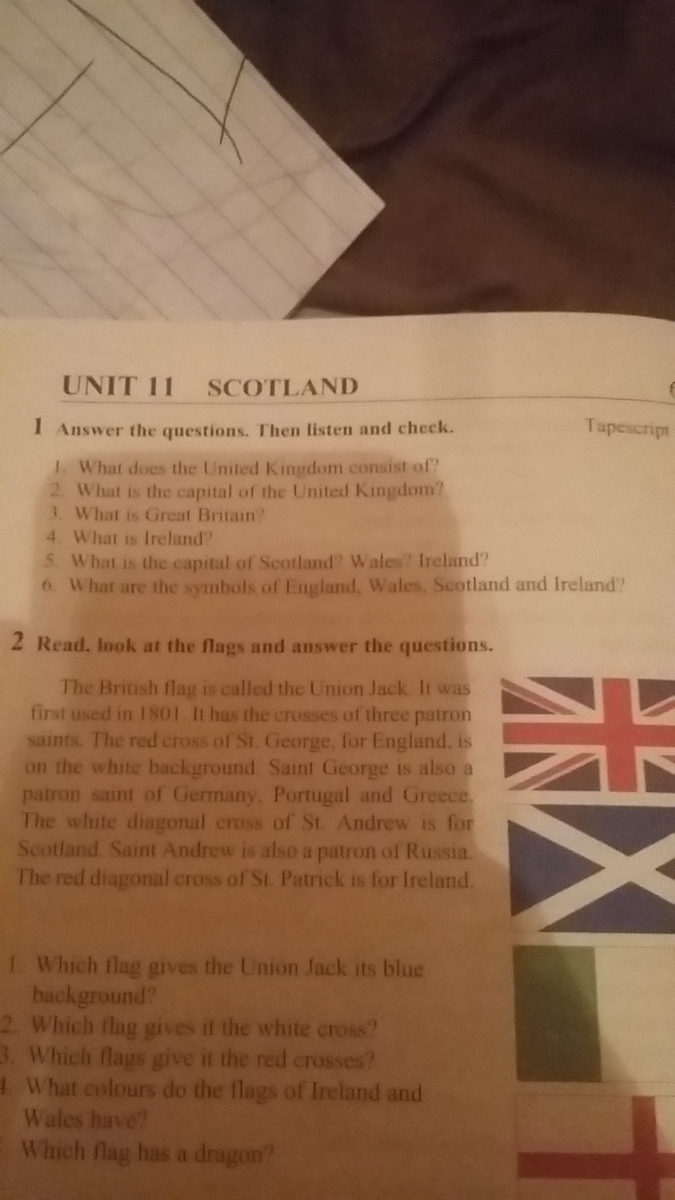 UNIT 11 SCOTLAND
1 Answer the questions. Then listen and check. Tapescript
1. What does the United Kingdom consist of?
2. What is the capital of the United Kingdom?
3. What is Great Britain?
4. What is Ireland?
5. What is the capital of Scotland? Wales? Ireland?
6. What are the symbols of England, Wales, Scotland and Ireland?
2 Read, look at the flags and answer the questions.
The British flag is called the Union Jack. It was
first used in 1801. It has the crosses of three patron
saints. The red cross of St. George, for England, is
on the white background. Saint George is also a
patron saint of Germany, Portugal and Greece.
The white diagonal cross of St. Andrew is for
Scotland. Saint Andrew is also a patron of Russia.
The red diagonal cross of St. Patrick is for Ireland.
1. Which flag gives the Union Jack its blue
background?
2. Which flag gives it the white cross?
3. Which flags give it the red crosses?
4. What colours do the flags of Ireland and
Wales have?
Which flag has a dragon?